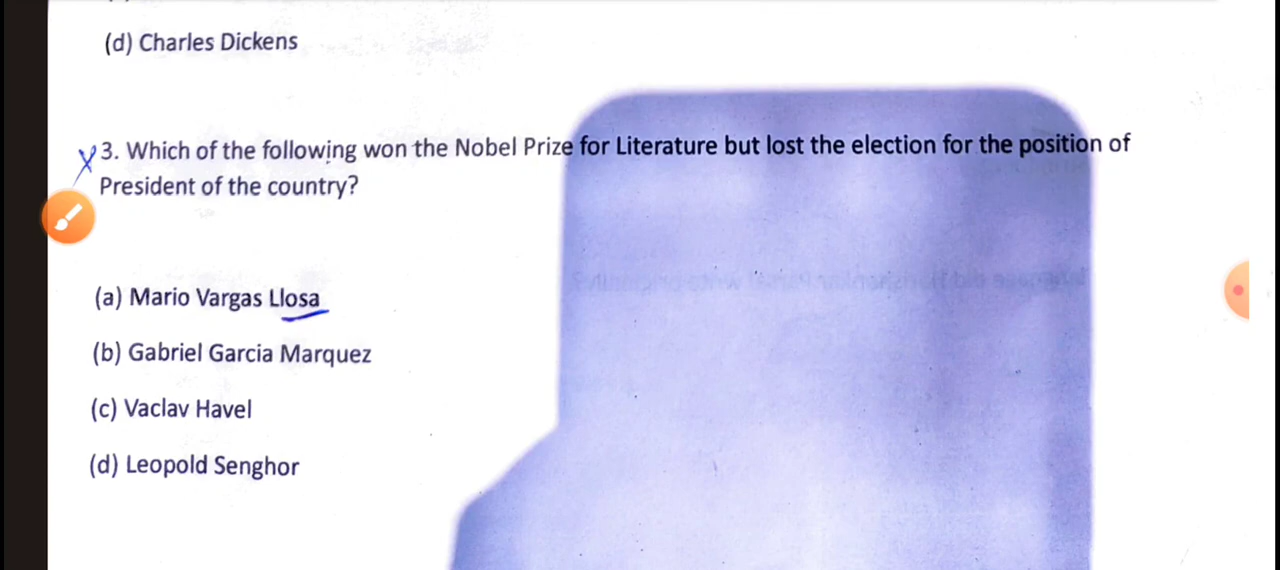 (d) Charles Dickens
3. Which of the following won the Nobel Prize for Literature but lost the election for the position of
President of the country?
(a) Mario Vargas Llosa
(b) Gabriel Garcia Marquez
(c) Vaclav Havel
(d) Leopold Senghor